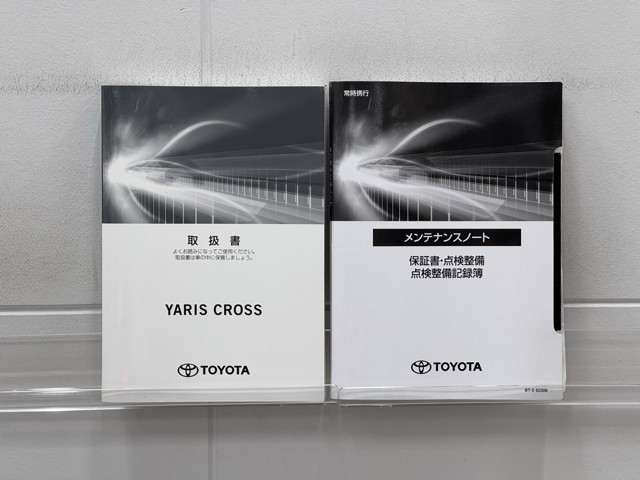 取扱書
よくお読みになってご使用ください。
取扱書は車の中に保管しましょう。
YARIS CROSS
TOYOTA
常時携行
メンテナンスノート
保証書・点検整備
点検整備記録簿
TOYOTA